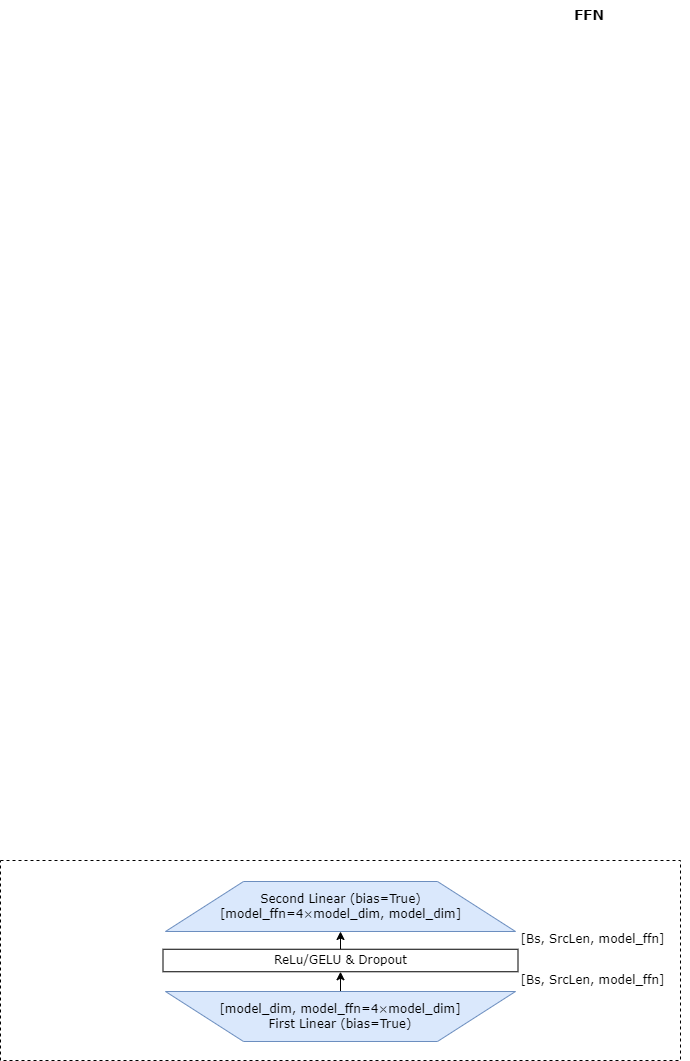 FFN
Second Linear (bias=True)
[model_ffn=4×model_dim, model_dim]
[Bs, SrcLen, model_ffn]
ReLu/GELU & Dropout
[Bs, SrcLen, model_ffn]
[model_dim, model_ffn=4×model_dim]
First Linear (bias=True)